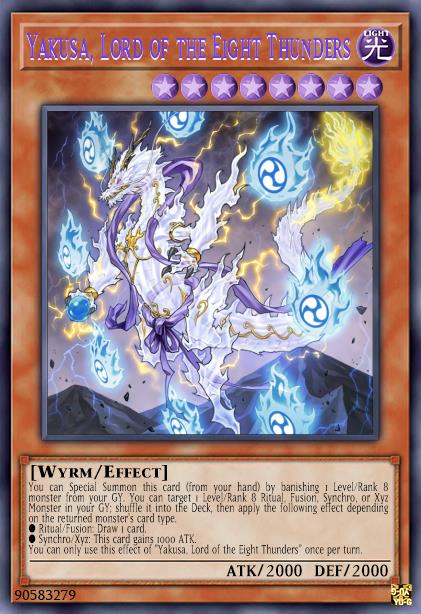 Yakusa, Lord of the Eight Thunders
LIGHT
光
[Wyrm/Effect]
You can Special Summon this card (from your hand) by banishing 1 Level/Rank 8
monster from your GY. You can target 1 Level/Rank 8 Ritual, Fusion, Synchro, or Xyz
Monster in your GY; shuffle it into the Deck, then apply the following effect depending
on the returned monster's card type.
● Ritual/Fusion: Draw 1 card.
● Synchro/Xyz: This card gains 1000 ATK.
You can only use this effect of "Yakusa, Lord of the Eight Thunders" once per turn.
ATK/2000 DEF/2000
90583279